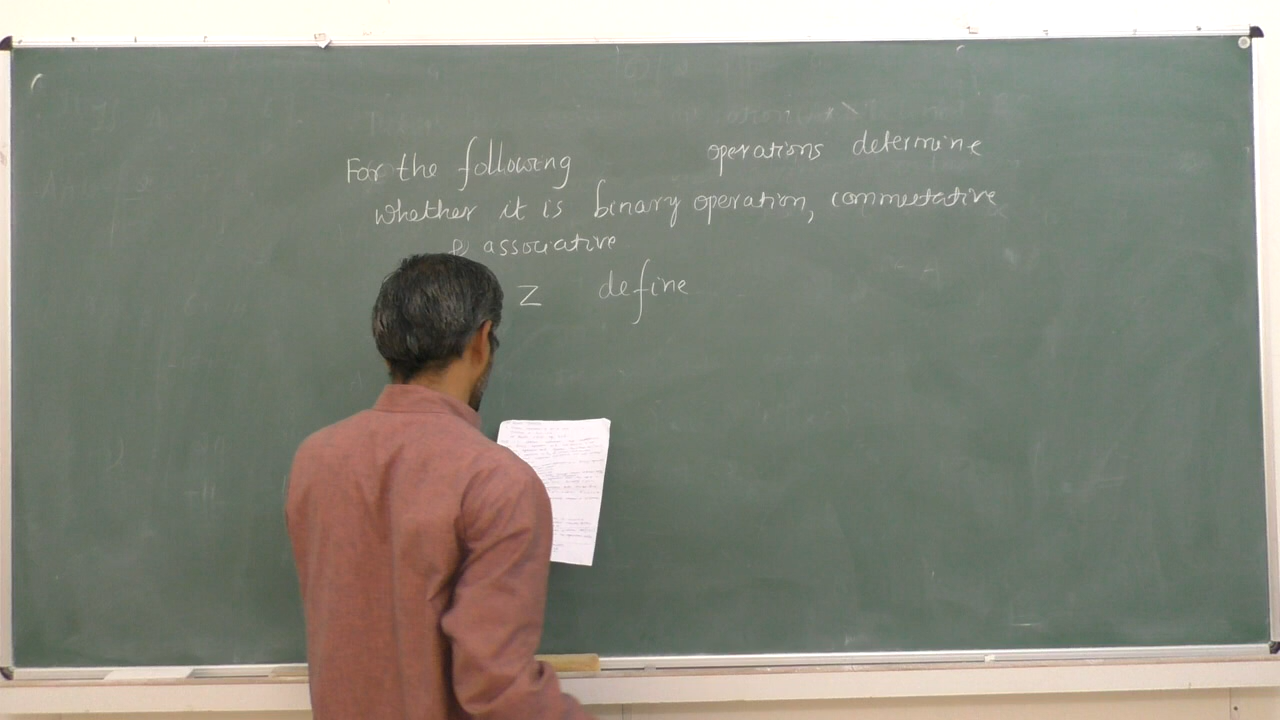 For the following operations determine
whether it is binary operation, commutative
& associative
Z define